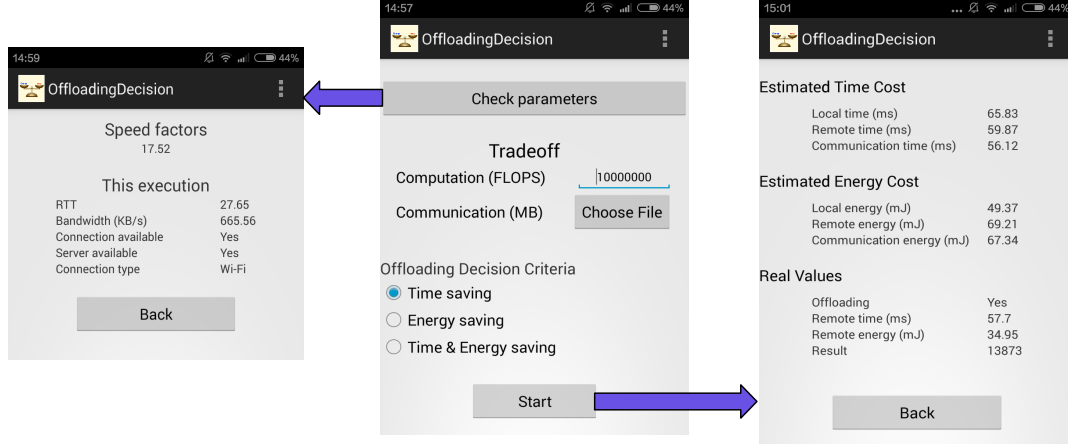 14:59 44%
OffloadingDecision
Speed factors
17.52
This execution
RTT 27.65
Bandwidth (KB/s) 665.56
Connection available Yes
Server available Yes
Connection type Wi-Fi
Back
14:57 44%
OffloadingDecision
Check parameters
Tradeoff
Computation (FLOPS) 10000000
Communication (MB) Choose File
Offloading Decision Criteria
Time saving
Energy saving
Time & Energy saving
Start
15:01 ... 44%
OffloadingDecision
Estimated Time Cost
Local time (ms) 65.83
Remote time (ms) 59.87
Communication time (ms) 56.12
Estimated Energy Cost
Local energy (mJ) 49.37
Remote energy (mJ) 69.21
Communication energy (mJ) 67.34
Real Values
Offloading Yes
Remote time (ms) 57.7
Remote energy (mJ) 34.95
Result 13873
Back